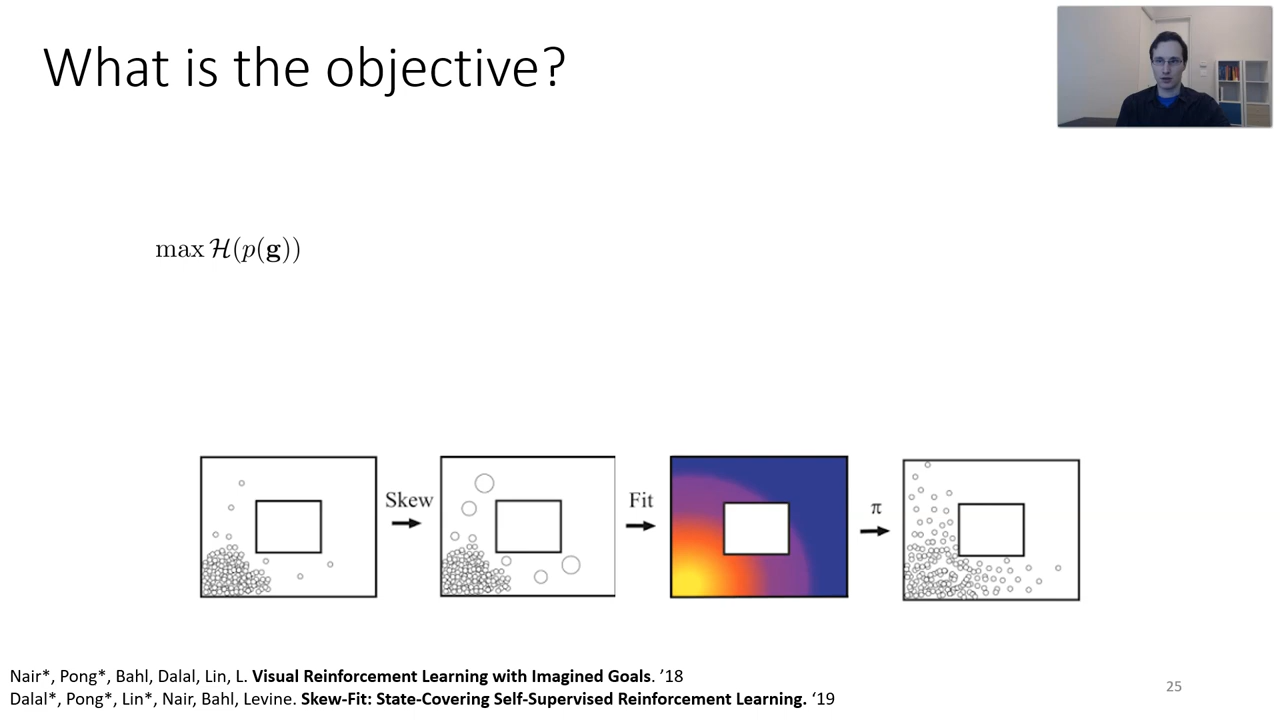 What is the objective?
max H(p(g))
Skew
Fit
π
Nair*, Pong*, Bahl, Dalal, Lin, L. Visual Reinforcement Learning with Imagined Goals. ’18
Dalal*, Pong*, Lin*, Nair, Bahl, Levine. Skew-Fit: State-Covering Self-Supervised Reinforcement Learning. ‘19
25